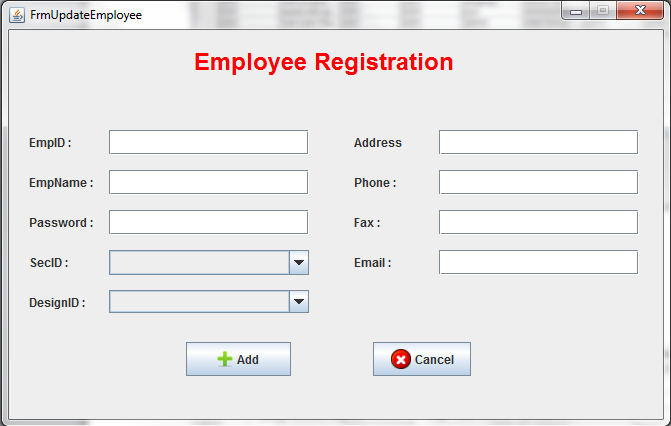 FrmUpdateEmployee
Employee Registration
EmpID :
Address
EmpName :
Phone :
Password :
Fax :
SecID :
Email :
DesignID :
Add
Cancel